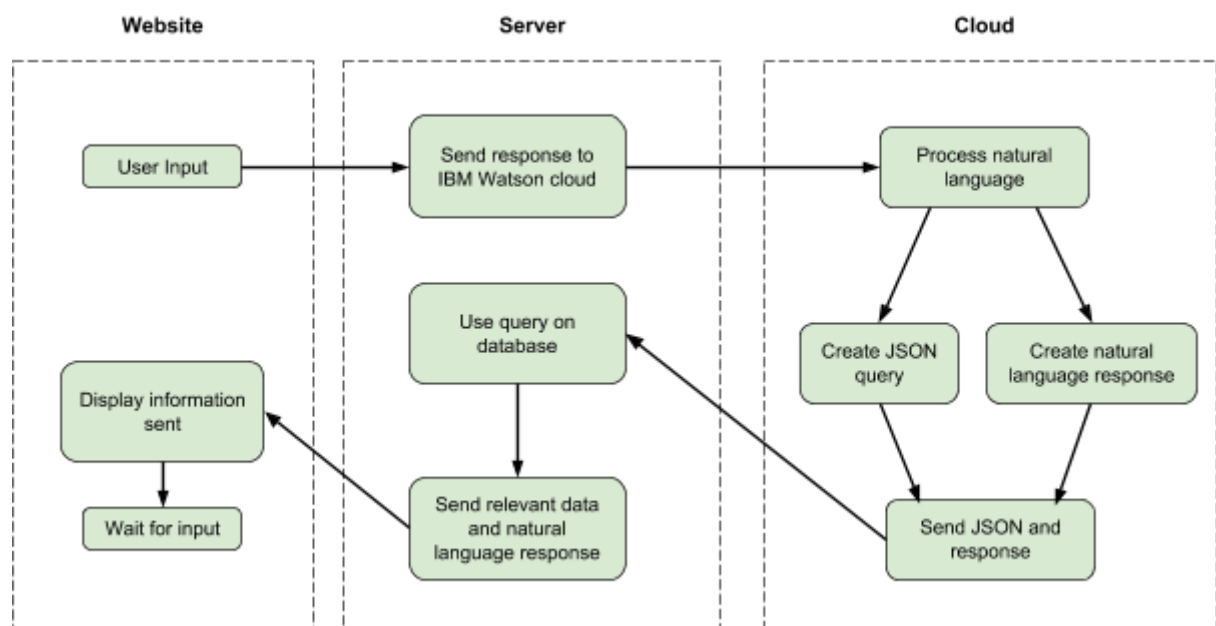 Website
Server
Cloud
User Input
Send response to
IBM Watson cloud
Process natural
language
Use query on
database
Create JSON
query
Create natural
language response
Display information
sent
Send relevant data
and natural
language response
Send JSON and
response
Wait for input